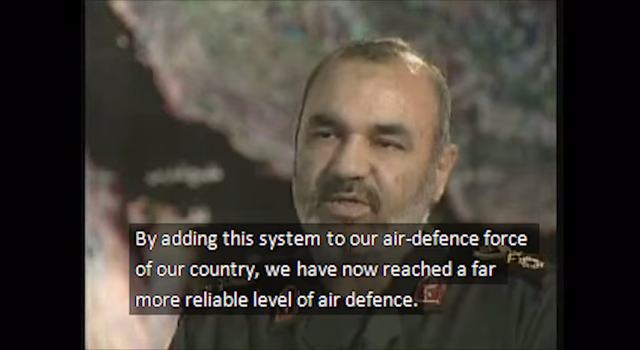 By adding this system to our air-defence force
of our country, we have now reached a far
more reliable level of air defence.